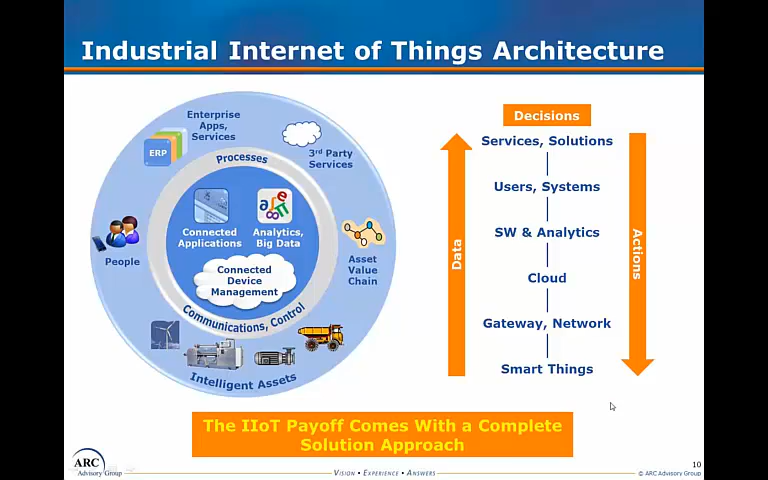 Industrial Internet of Things Architecture
Enterprise
Apps,
Services
ERP
3rd Party
Services
Processes
Connected
Applications
Analytics,
Big Data
Connected
Device
Management
People
Asset
Value
Chain
Communications, Control
Intelligent Assets
Decisions
Services, Solutions
Users, Systems
SW & Analytics
Cloud
Gateway, Network
Smart Things
Data
Actions
The IIoT Payoff Comes With a Complete
Solution Approach
ARC
Advisory Group
VISION • EXPERIENCE • ANSWERS
10
© ARC Advisory Group